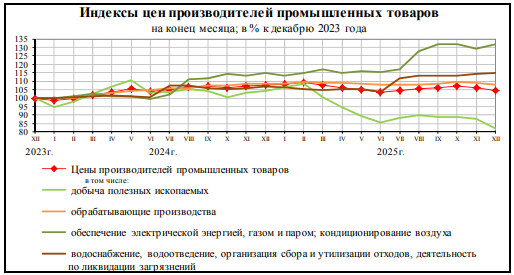 Индексы цен производителей промышленных товаров
на конец месяца; в % к декабрю 2023 года
135
130
125
120
115
110
105
100
95
90
85
80
XII I II III IV V VI VII VIII IX X XI XII I II III IV V VI VII VIII IX X XI XII
2023г. 2024г. 2025г.
Цены производителей промышленных товаров
в том числе:
добыча полезных ископаемых
обрабатывающие производства
обеспечение электрической энергией, газом и паром; кондиционирование воздуха
водоснабжение, водоотведение, организация сбора и утилизации отходов, деятельность
по ликвидации загрязнений